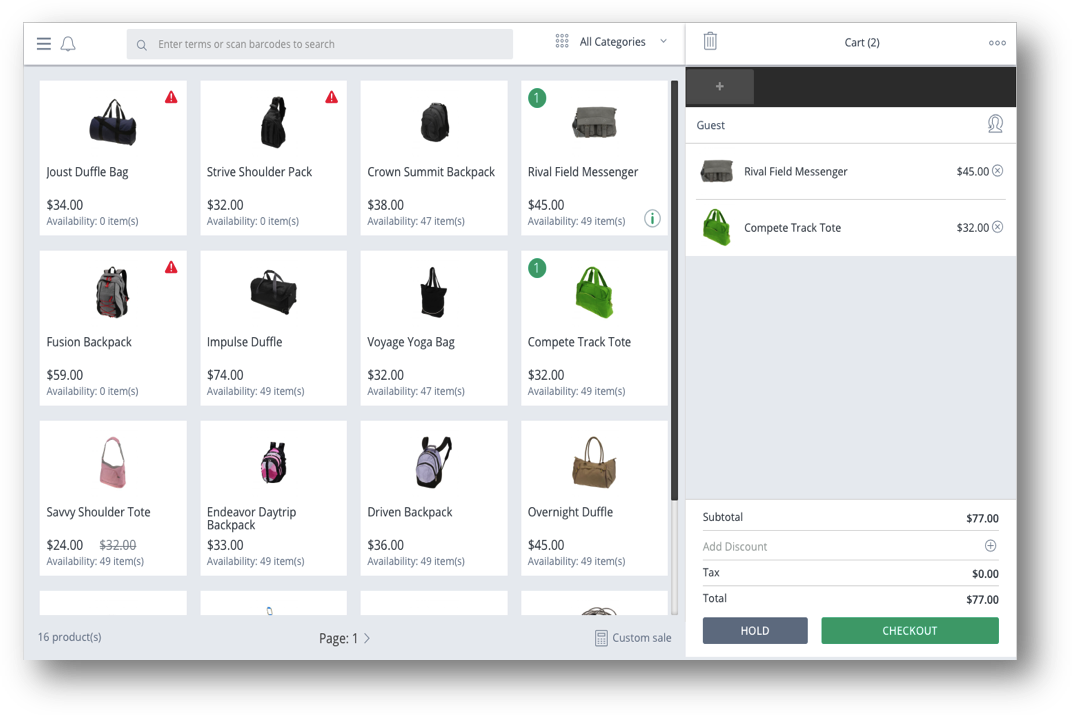 Enter terms or scan barcodes to search
All Categories
Cart (2)
+
Guest
Joust Duffle Bag
$34.00
Availability: 0 item(s)
Strive Shoulder Pack
$32.00
Availability: 0 item(s)
Crown Summit Backpack
$38.00
Availability: 47 item(s)
1
Rival Field Messenger
$45.00
Availability: 49 item(s)
Fusion Backpack
$59.00
Availability: 0 item(s)
Impulse Duffle
$74.00
Availability: 49 item(s)
Voyage Yoga Bag
$32.00
Availability: 47 item(s)
1
Compete Track Tote
$32.00
Availability: 49 item(s)
Savvy Shoulder Tote
$24.00 $32.00
Availability: 49 item(s)
Endeavor Daytrip
Backpack
$33.00
Availability: 49 item(s)
Driven Backpack
$36.00
Availability: 49 item(s)
Overnight Duffle
$45.00
Availability: 49 item(s)
16 product(s)
Page: 1
Custom sale
Rival Field Messenger $45.00
Compete Track Tote $32.00
Subtotal $77.00
Add Discount
Tax $0.00
Total $77.00
HOLD
CHECKOUT